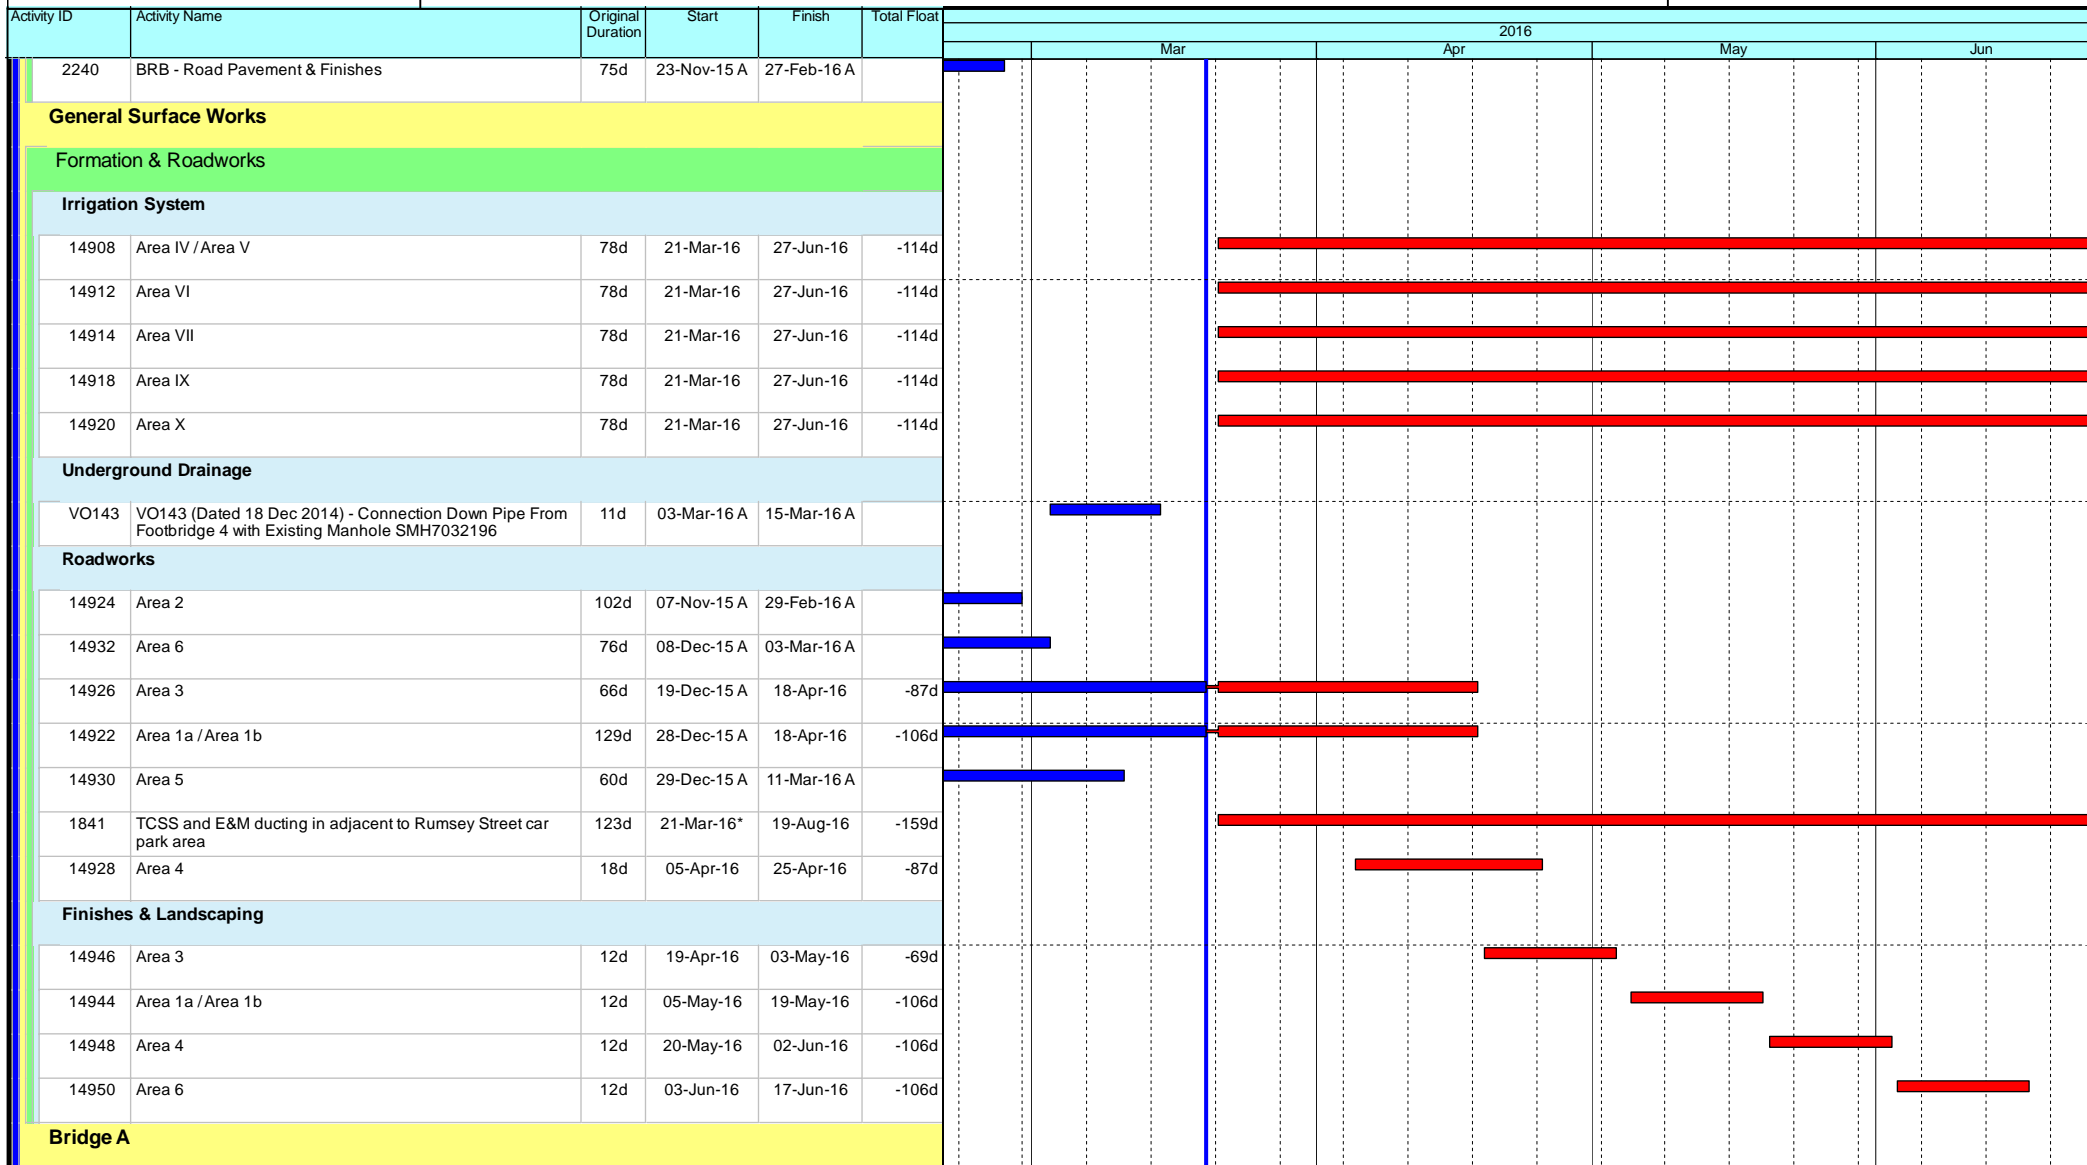 Activity ID Activity Name Original Duration Start Finish Total Float
2016
Mar Apr May Jun
2240 BRB - Road Pavement & Finishes 75d 23-Nov-15 A 27-Feb-16 A
General Surface Works
Formation & Roadworks
Irrigation System
14908 Area IV / Area V 78d 21-Mar-16 27-Jun-16 -114d
14912 Area VI 78d 21-Mar-16 27-Jun-16 -114d
14914 Area VII 78d 21-Mar-16 27-Jun-16 -114d
14918 Area IX 78d 21-Mar-16 27-Jun-16 -114d
14920 Area X 78d 21-Mar-16 27-Jun-16 -114d
Underground Drainage
VO143 VO143 (Dated 18 Dec 2014) - Connection Down Pipe From 11d 03-Mar-16 A 15-Mar-16 A
Footbridge 4 with Existing Manhole SMH7032196
Roadworks
14924 Area 2 102d 07-Nov-15 A 29-Feb-16 A
14932 Area 6 76d 08-Dec-15 A 03-Mar-16 A
14926 Area 3 66d 19-Dec-15 A 18-Apr-16 -87d
14922 Area 1a / Area 1b 129d 28-Dec-15 A 18-Apr-16 -106d
14930 Area 5 60d 29-Dec-15 A 11-Mar-16 A
1841 TCSS and E&M ducting in adjacent to Rumsey Street car 123d 21-Mar-16* 19-Aug-16 -159d
park area
14928 Area 4 18d 05-Apr-16 25-Apr-16 -87d
Finishes & Landscaping
14946 Area 3 12d 19-Apr-16 03-May-16 -69d
14944 Area 1a / Area 1b 12d 05-May-16 19-May-16 -106d
14948 Area 4 12d 20-May-16 02-Jun-16 -106d
14950 Area 6 12d 03-Jun-16 17-Jun-16 -106d
Bridge A